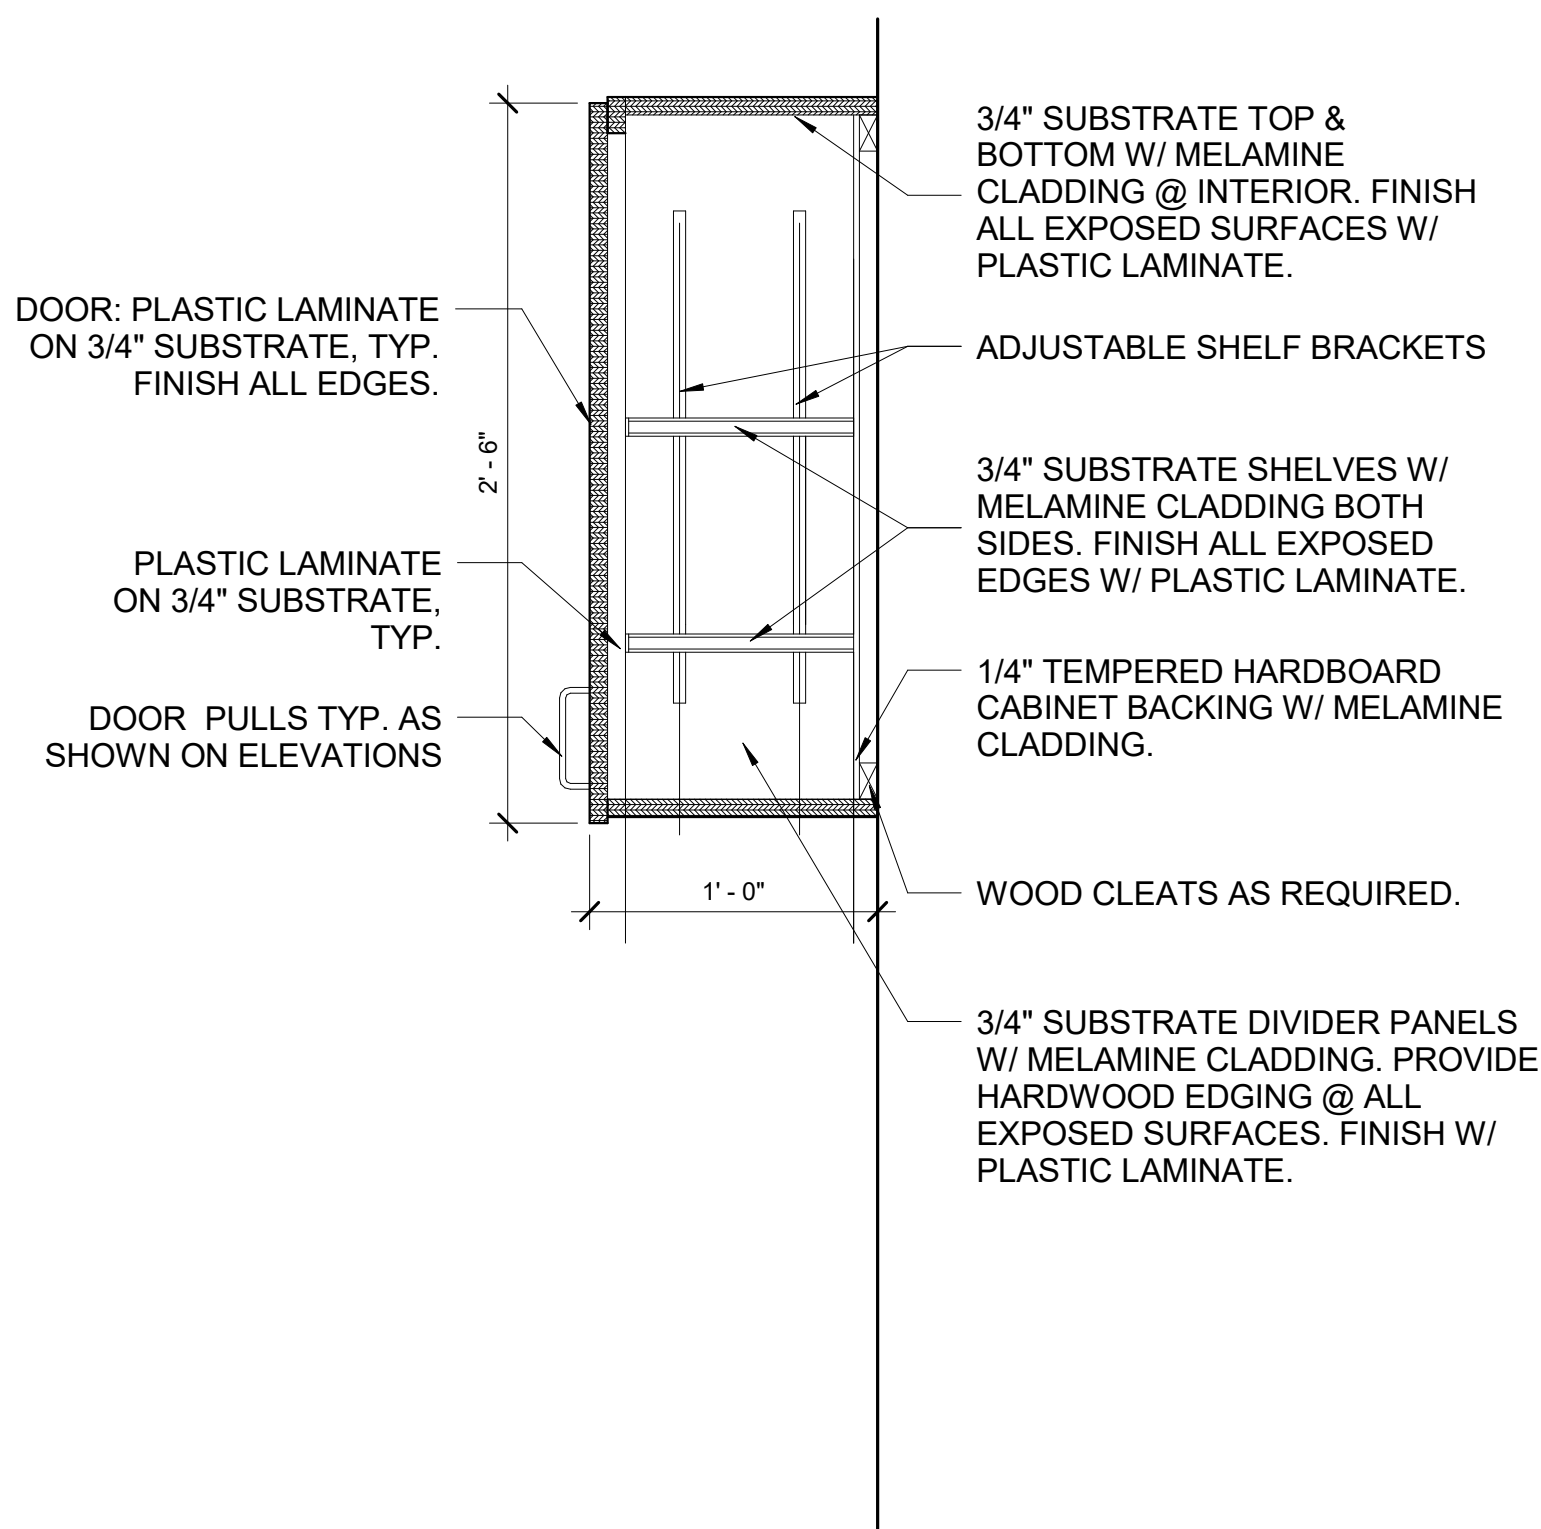 3/4" SUBSTRATE TOP &
BOTTOM W/ MELAMINE
CLADDING @ INTERIOR. FINISH
ALL EXPOSED SURFACES W/
PLASTIC LAMINATE.
DOOR: PLASTIC LAMINATE
ON 3/4" SUBSTRATE, TYP.
FINISH ALL EDGES.
ADJUSTABLE SHELF BRACKETS
2' - 6"
3/4" SUBSTRATE SHELVES W/
MELAMINE CLADDING BOTH
SIDES. FINISH ALL EXPOSED
EDGES W/ PLASTIC LAMINATE.
PLASTIC LAMINATE
ON 3/4" SUBSTRATE,
TYP.
1/4" TEMPERED HARDBOARD
CABINET BACKING W/ MELAMINE
CLADDING.
DOOR  PULLS TYP. AS
SHOWN ON ELEVATIONS
1' - 0"
WOOD CLEATS AS REQUIRED.
3/4" SUBSTRATE DIVIDER PANELS
W/ MELAMINE CLADDING. PROVIDE
HARDWOOD EDGING @ ALL
EXPOSED SURFACES. FINISH W/
PLASTIC LAMINATE.